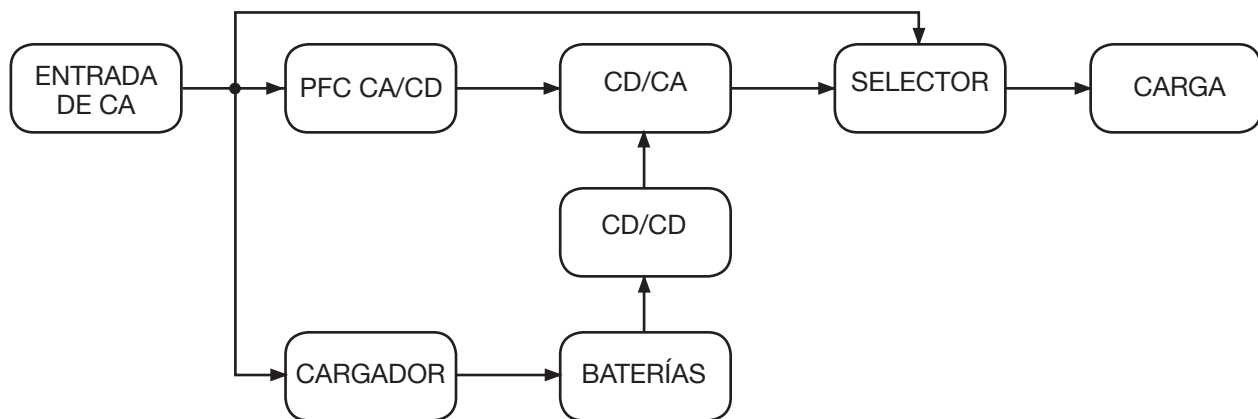 ENTRADA
DE CA
PFC CA/CD
CD/CA
SELECTOR
CARGA
CD/CD
CARGADOR
BATERÍAS